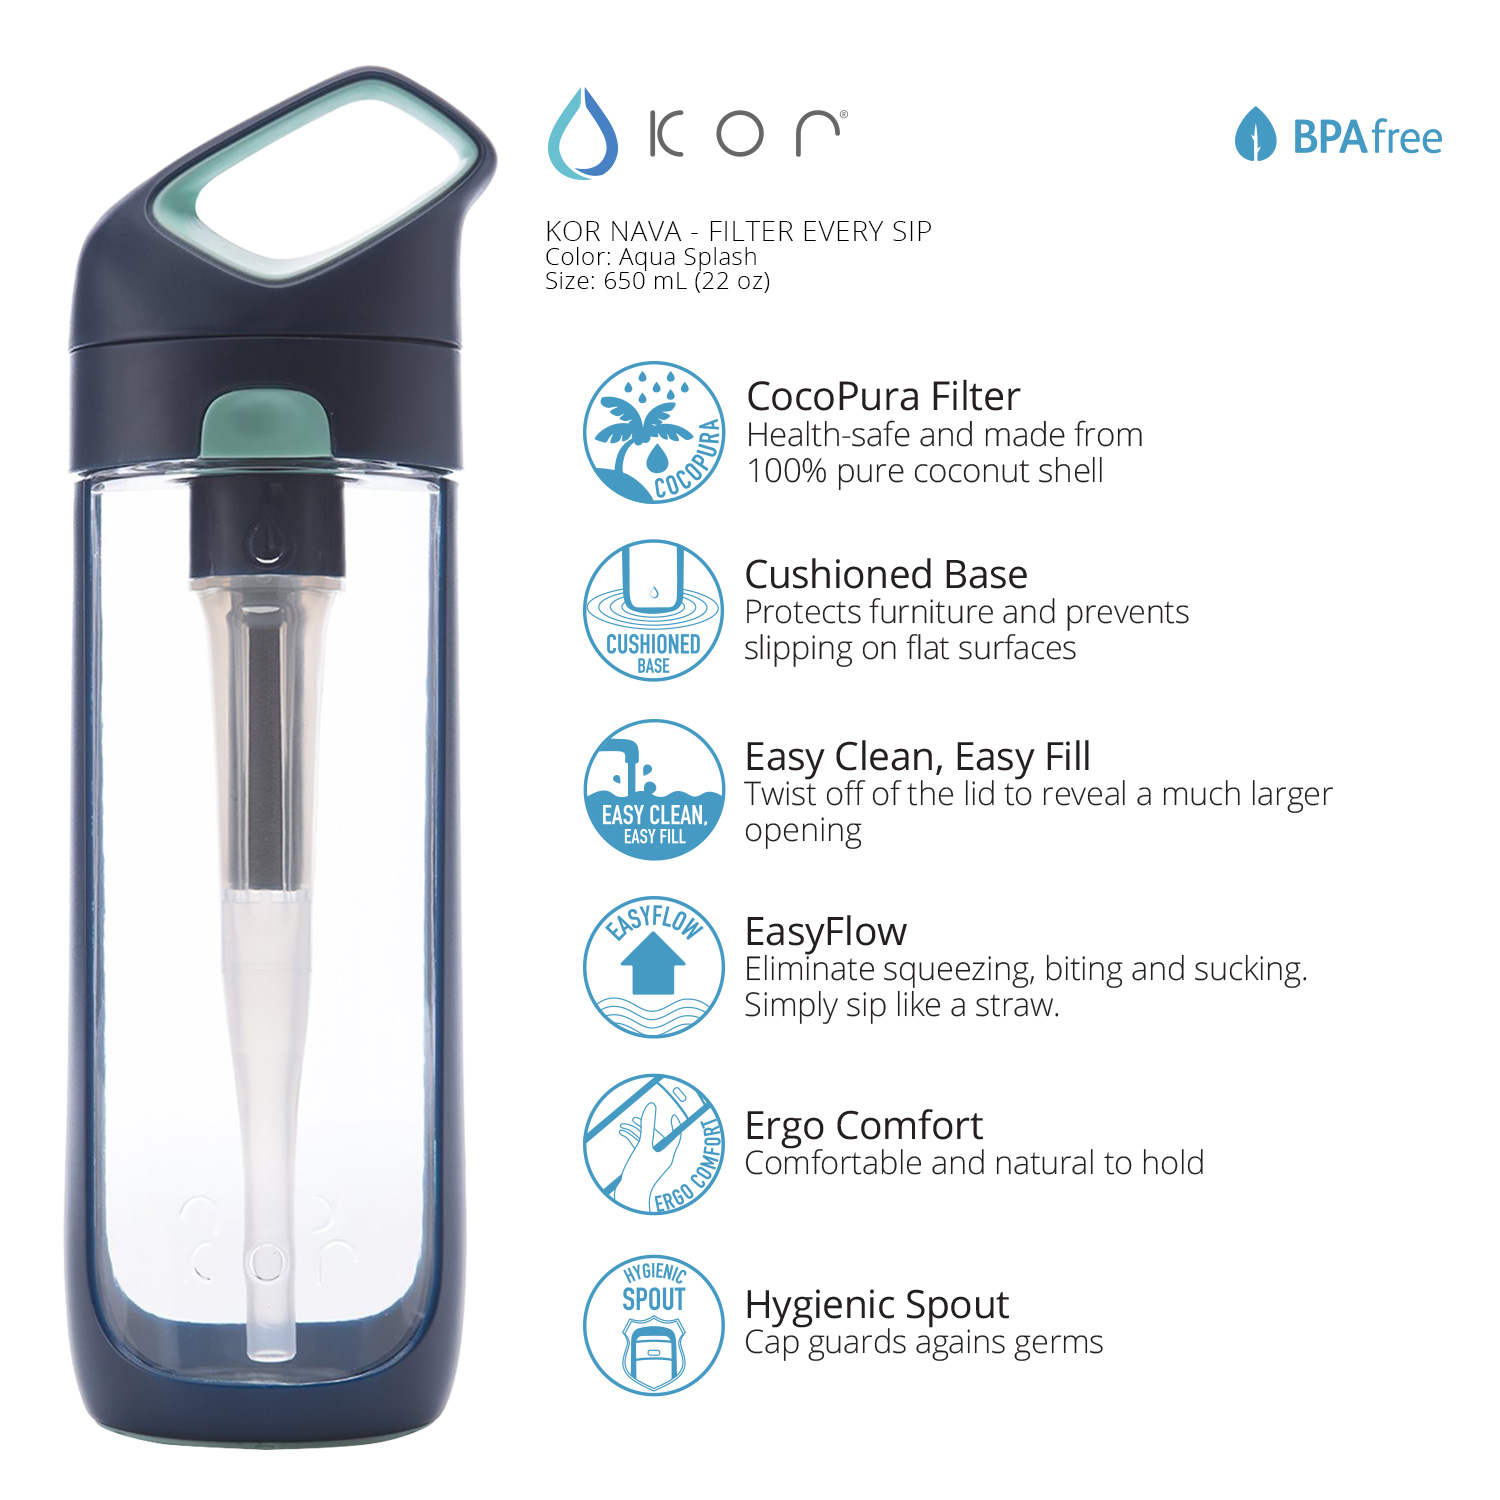 kor®
BPAfree
KOR NAVA - FILTER EVERY SIP
Color: Aqua Splash
Size: 650 mL (22 oz)
COCOPURA
CocoPura Filter
Health-safe and made from
100% pure coconut shell
CUSHIONED
BASE
Cushioned Base
Protects furniture and prevents
slipping on flat surfaces
EASY CLEAN,
EASY FILL
Easy Clean, Easy Fill
Twist off of the lid to reveal a much larger
opening
EASYFLOW
EasyFlow
Eliminate squeezing, biting and sucking.
Simply sip like a straw.
ERGO COMFORT
Ergo Comfort
Comfortable and natural to hold
HYGIENIC
SPOUT
Hygienic Spout
Cap guards agains germs
kor